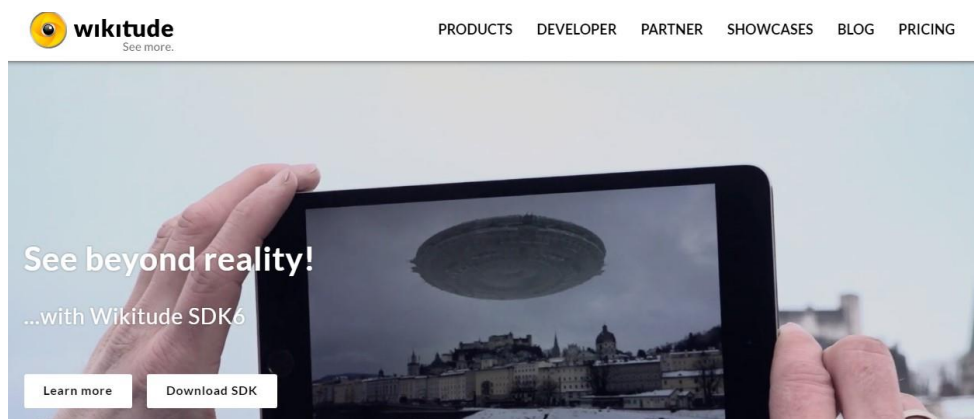 wikitude
See more.
PRODUCTS DEVELOPER PARTNER SHOWCASES BLOG PRICING
See beyond reality!
...with Wikitude SDK6
Learn more Download SDK